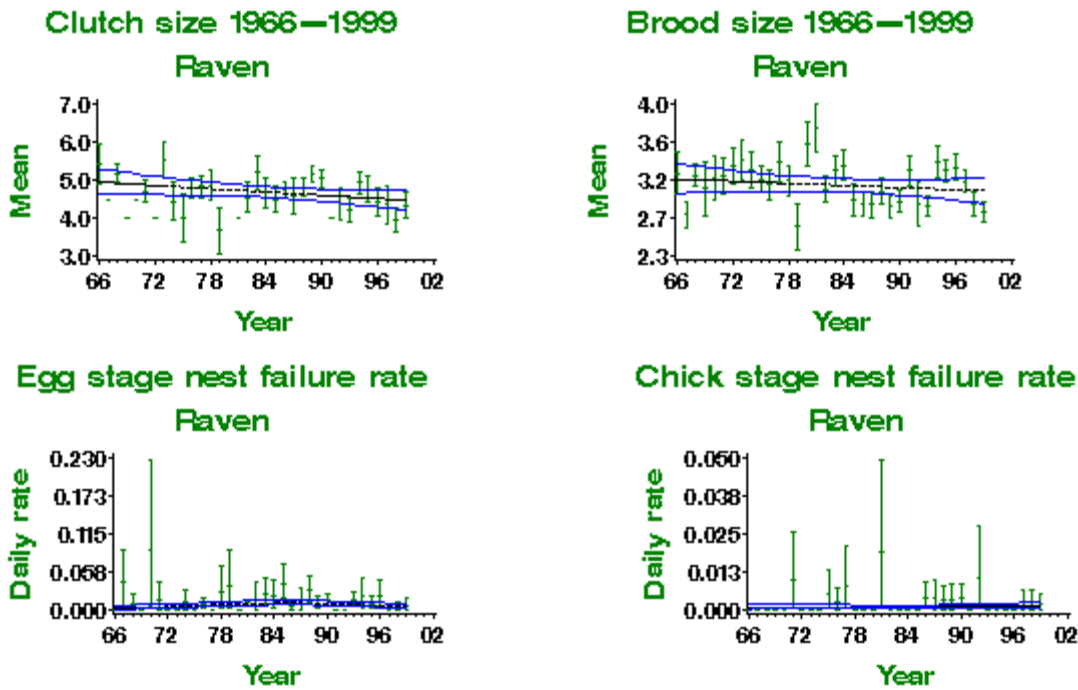 Clutch size 1966—1999
Raven
7.0
6.0
5.0
4.0
3.0
Mean
66 72 78 84 90 96 02
Year
Brood size 1966—1999
Raven
4.0
3.6
3.2
2.7
2.3
Mean
66 72 78 84 90 96 02
Year
Egg stage nest failure rate
Raven
0.230
0.173
0.115
0.058
0.000
Daily rate
66 72 78 84 90 96 02
Year
Chick stage nest failure rate
Raven
0.050
0.038
0.025
0.013
0.000
Daily rate
66 72 78 84 90 96 02
Year